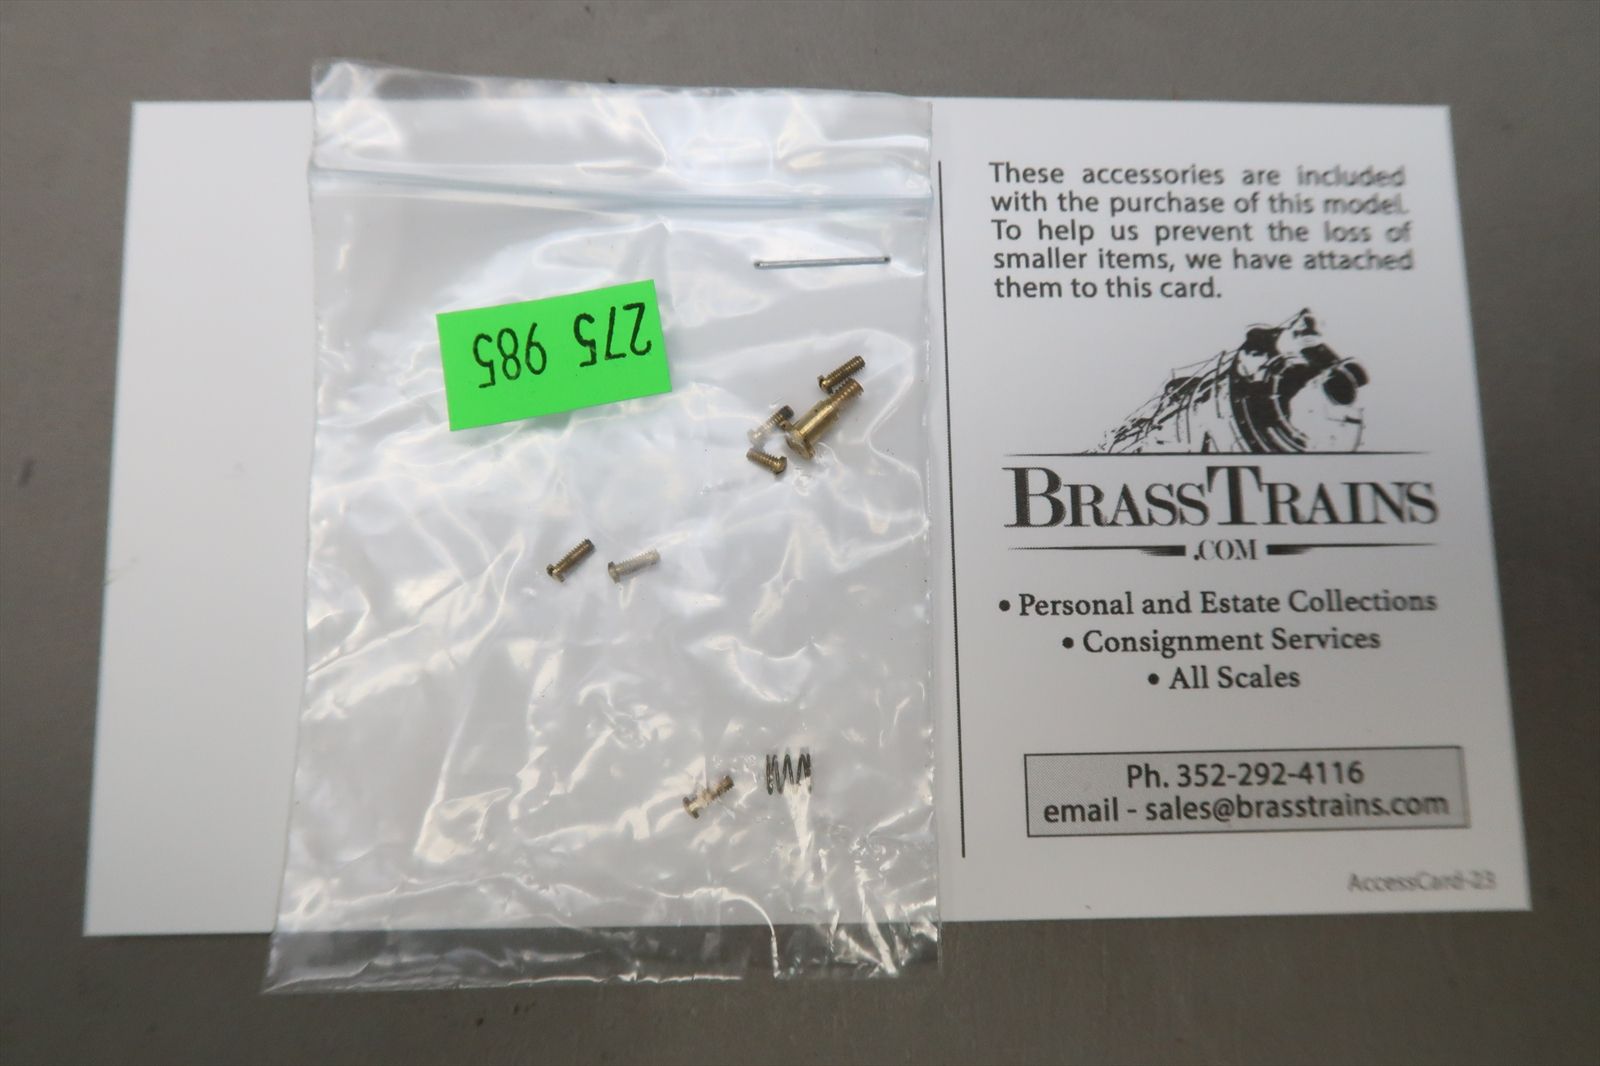 275 985
These accessories are included
with the purchase of this model.
To help us prevent the loss of
smaller items, we have attached
them to this card.
BRASSTRAINS
.COM
• Personal and Estate Collections
• Consignment Services
• All Scales
Ph. 352-292-4116
email - sales@brasstrains.com
AccessCard-23